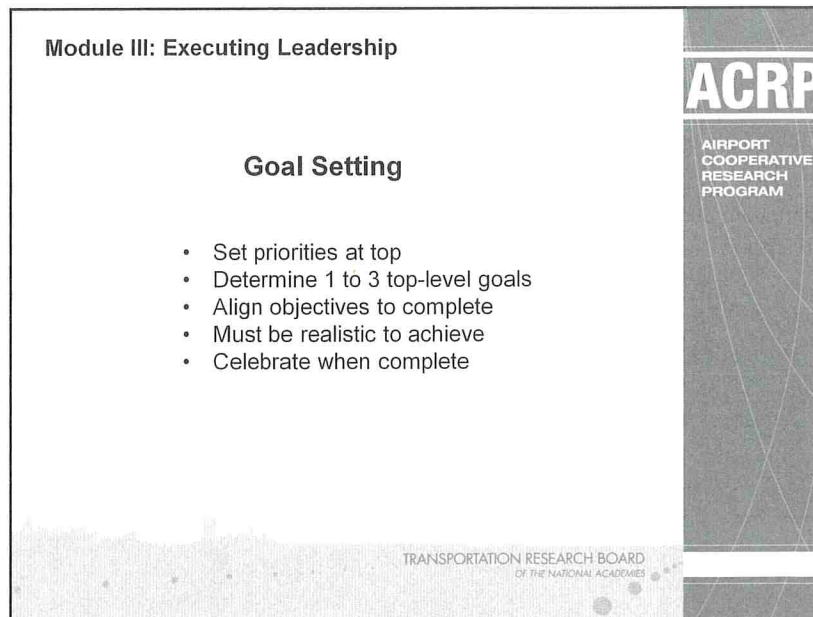 Module III: Executing Leadership
ACRP
AIRPORT
COOPERATIVE
RESEARCH
PROGRAM
Goal Setting
• Set priorities at top
• Determine 1 to 3 top-level goals
• Align objectives to complete
• Must be realistic to achieve
• Celebrate when complete
TRANSPORTATION RESEARCH BOARD
OF THE NATIONAL ACADEMIES